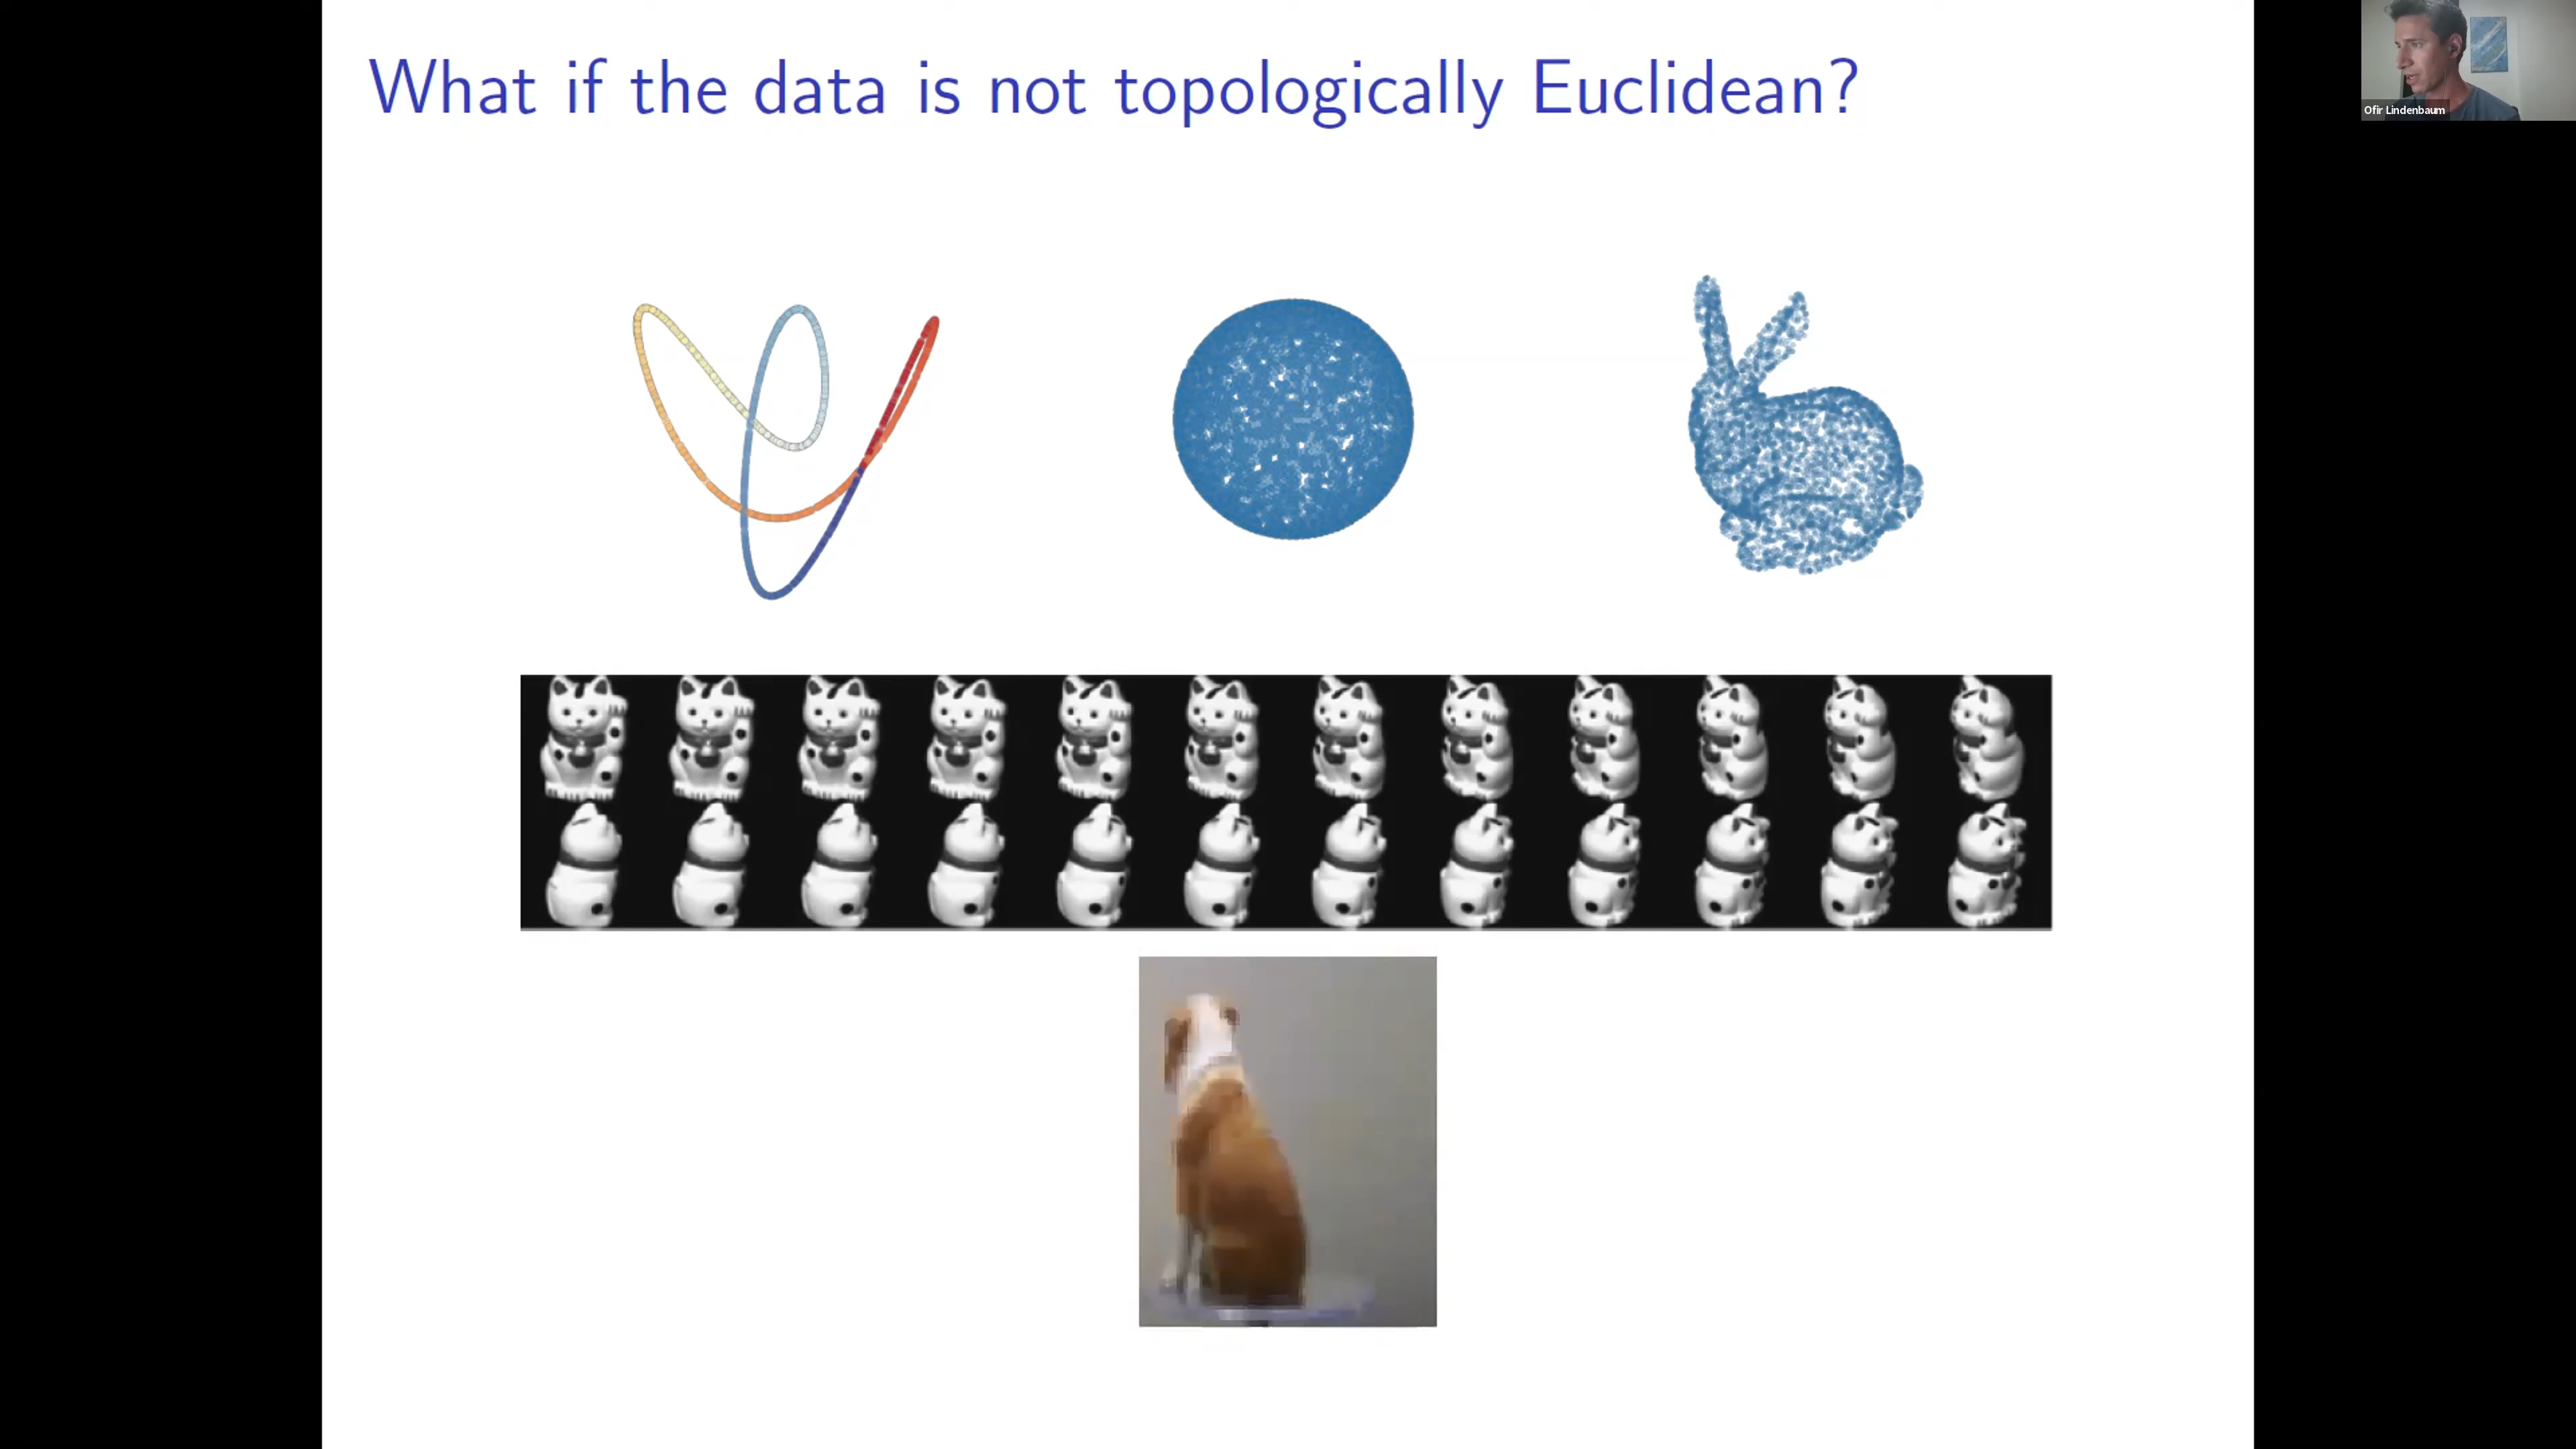 What if the data is not topologically Euclidean?
Ofir Lindenbaum